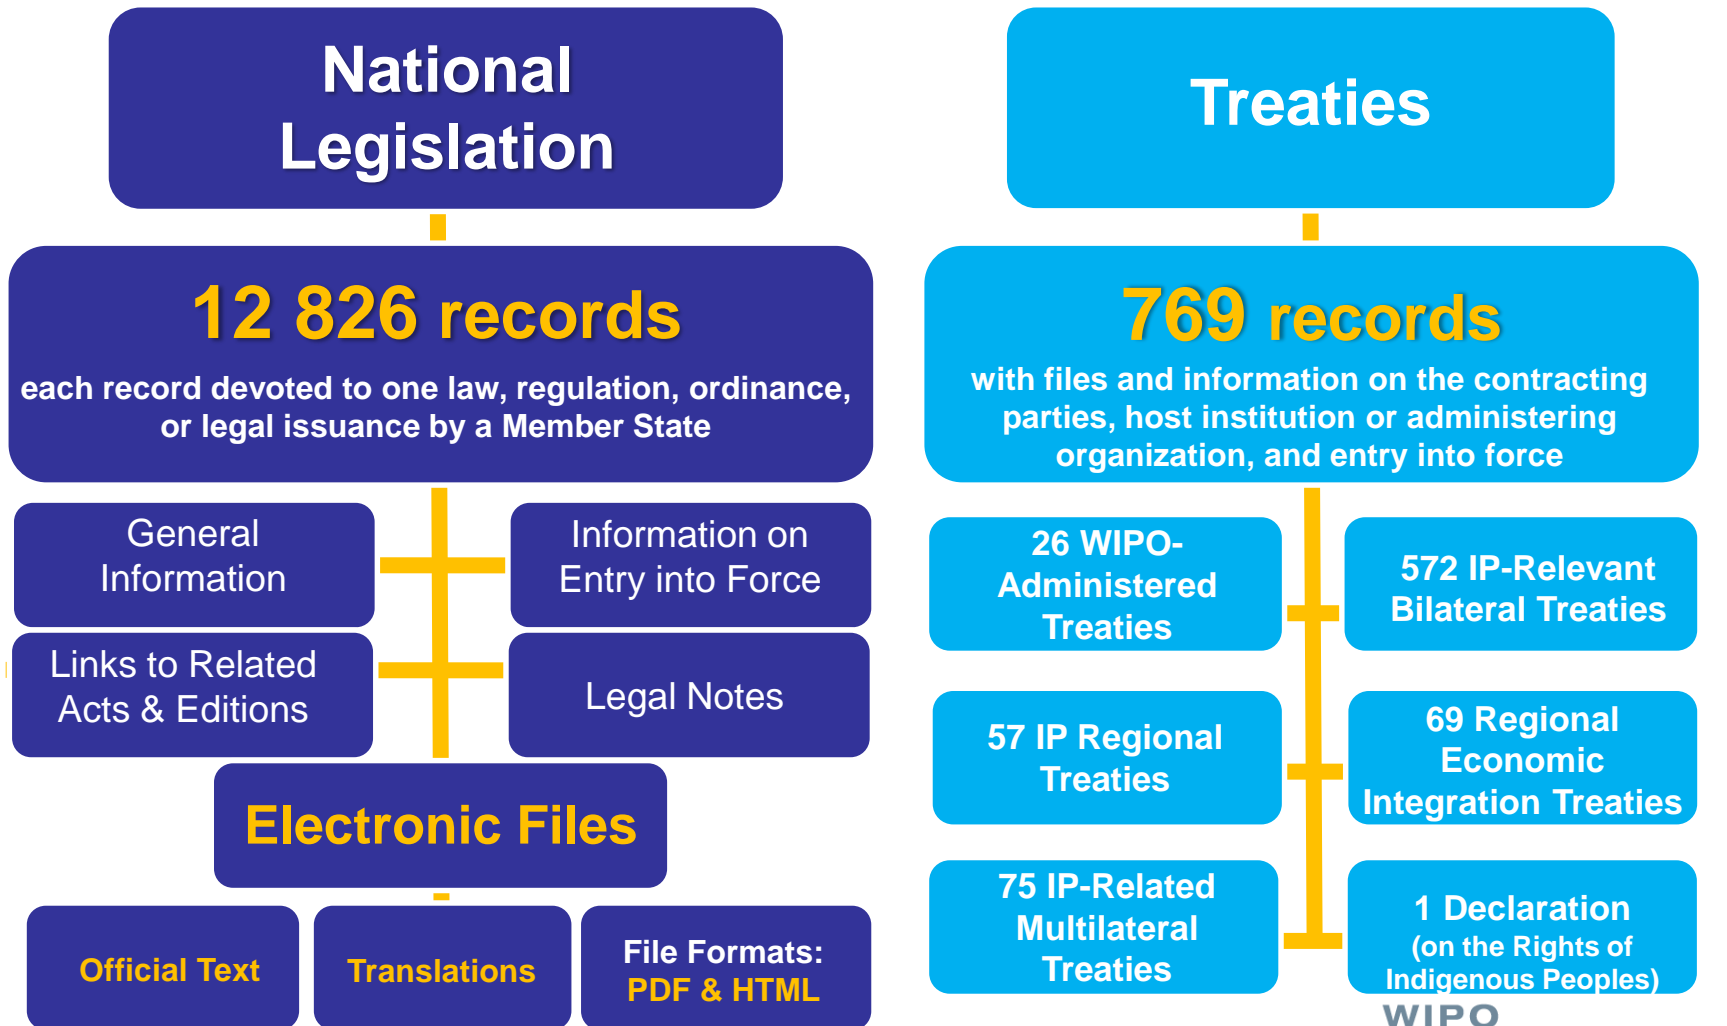 National
Legislation
12 826 records
each record devoted to one law, regulation, ordinance,
or legal issuance by a Member State
General
Information
Information on
Entry into Force
Links to Related
Acts & Editions
Legal Notes
Electronic Files
Official Text
Translations
File Formats:
PDF & HTML
Treaties
769 records
with files and information on the contracting
parties, host institution or administering
organization, and entry into force
26 WIPO-
Administered
Treaties
572 IP-Relevant
Bilateral Treaties
57 IP Regional
Treaties
69 Regional
Economic
Integration Treaties
75 IP-Related
Multilateral
Treaties
1 Declaration
(on the Rights of
Indigenous Peoples)
WIPO